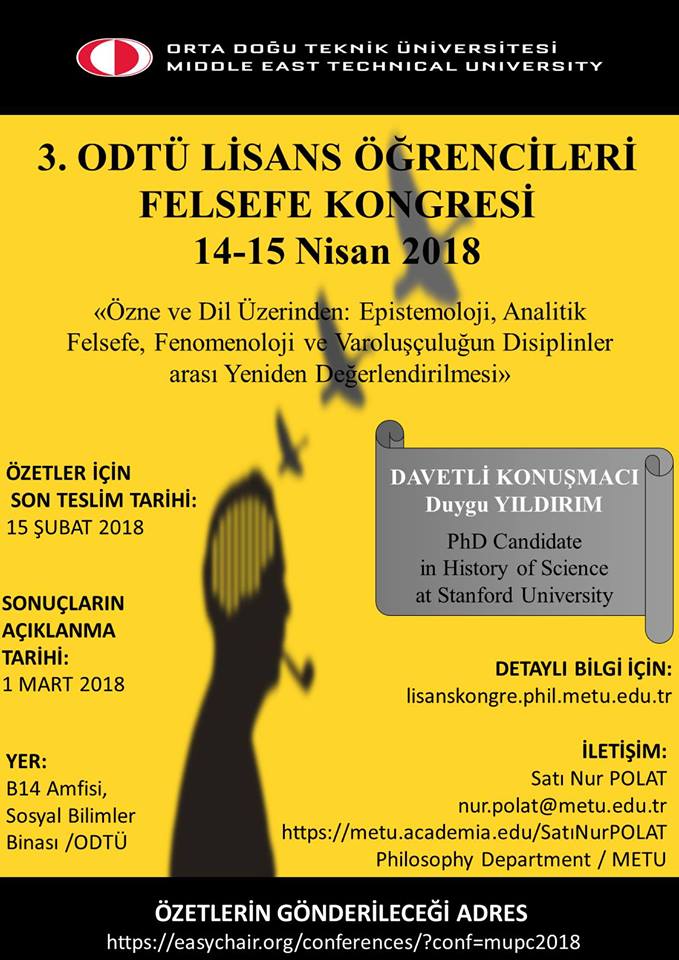 ORTA DOĞU TEKNİK ÜNİVERSİTESİ
MIDDLE EAST TECHNICAL UNIVERSITY
3. ODTÜ LİSANS ÖĞRENCİLERİ
FELSEFE KONGRESİ
14-15 Nisan 2018
«Özne ve Dil Üzerinden: Epistemoloji, Analitik
Felsefe, Fenomenoloji ve Varoluşçuluğun Disiplinler
arası Yeniden Değerlendirilmesi»
ÖZETLER İÇİN
SON TESLİM TARİHİ:
15 ŞUBAT 2018
SONUÇLARIN
AÇIKLANMA
TARİHİ:
1 MART 2018
YER:
B14 Amfisi,
Sosyal Bilimler
Binası /ODTÜ
DAVETLİ KONUŞMACI
Duygu YILDIRIM
PhD Candidate
in History of Science
at Stanford University
DETAYLI BİLGİ İÇİN:
lisanskongre.phil.metu.edu.tr
İLETİŞİM:
Satı Nur POLAT
nur.polat@metu.edu.tr
https://metu.academia.edu/SatıNurPOLAT
Philosophy Department / METU
ÖZETLERİN GÖNDERİLECEĞİ ADRES
https://easychair.org/conferences/?conf=mupc2018